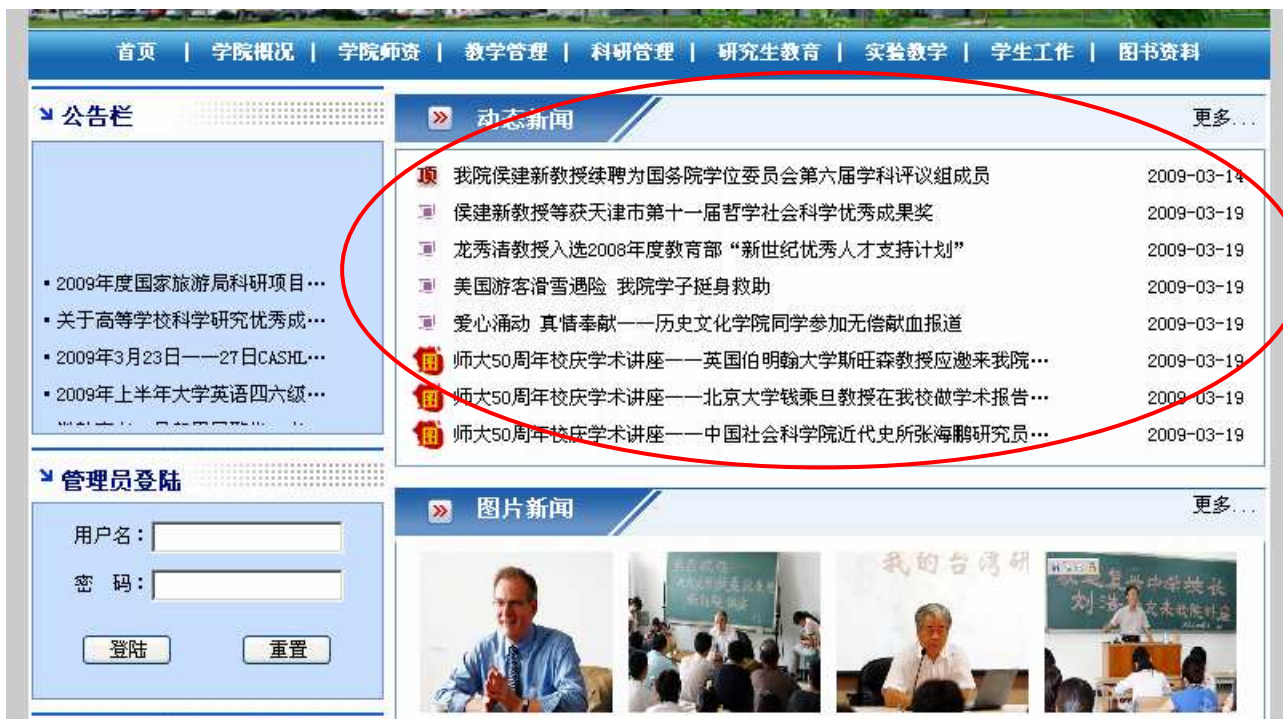 首页 | 学院概况 | 学院师资 | 教学管理 | 科研管理 | 研究生教育 | 实验教学 | 学生工作 | 图书资料
公告栏
2009年度国家旅游局科研项目…
关于高等学校科学研究优秀成…
2009年3月23日——27日CASHL…
2009年上半年大学英语四六级…
管理员登陆
用户名：
密 码：
登陆 重置
动态新闻 更多...
顶 我院侯建新教授续聘为国务院学位委员会第六届学科评议组成员 2009-03-14
侯建新教授等获天津市第十一届哲学社会科学优秀成果奖 2009-03-19
龙秀清教授入选2008年度教育部“新世纪优秀人才支持计划” 2009-03-19
美国游客滑雪遇险 我院学子挺身救助 2009-03-19
爱心涌动 真情奉献——历史文化学院同学参加无偿献血报道 2009-03-19
图 师大50周年校庆学术讲座——英国伯明翰大学斯旺森教授应邀来我院… 2009-03-19
图 师大50周年校庆学术讲座——北京大学钱乘旦教授在我校做学术报告… 2009-03-19
图 师大50周年校庆学术讲座——中国社会科学院近代史所张海鹏研究员… 2009-03-19
图片新闻 更多...
我的台湾研